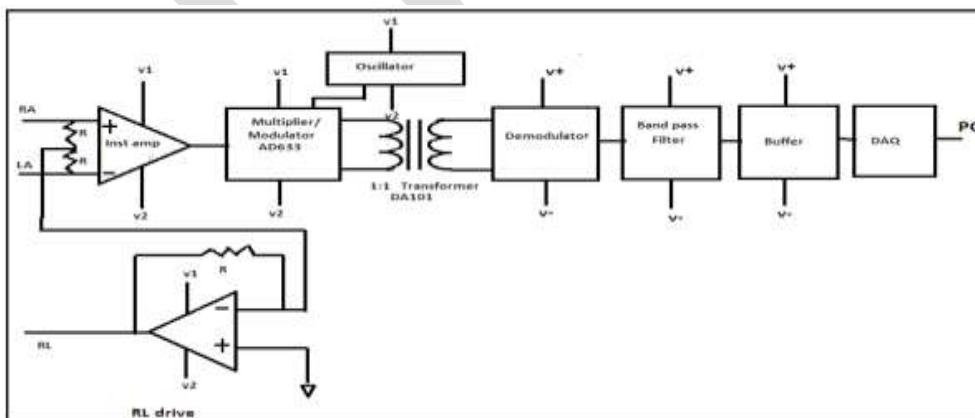 v1
Oscillator
v1
v1
v2
v+
v+
v+
RA
R
+
Inst amp
R
LA
-
Multiplier/
Modulator
AD633
Demodulator
Band pass
Filter
Buffer
DAQ
PC
1:1 Transformer
DA101
v2
v2
v-
v-
v-
R
v1
-
+
RL
v2
RL drive